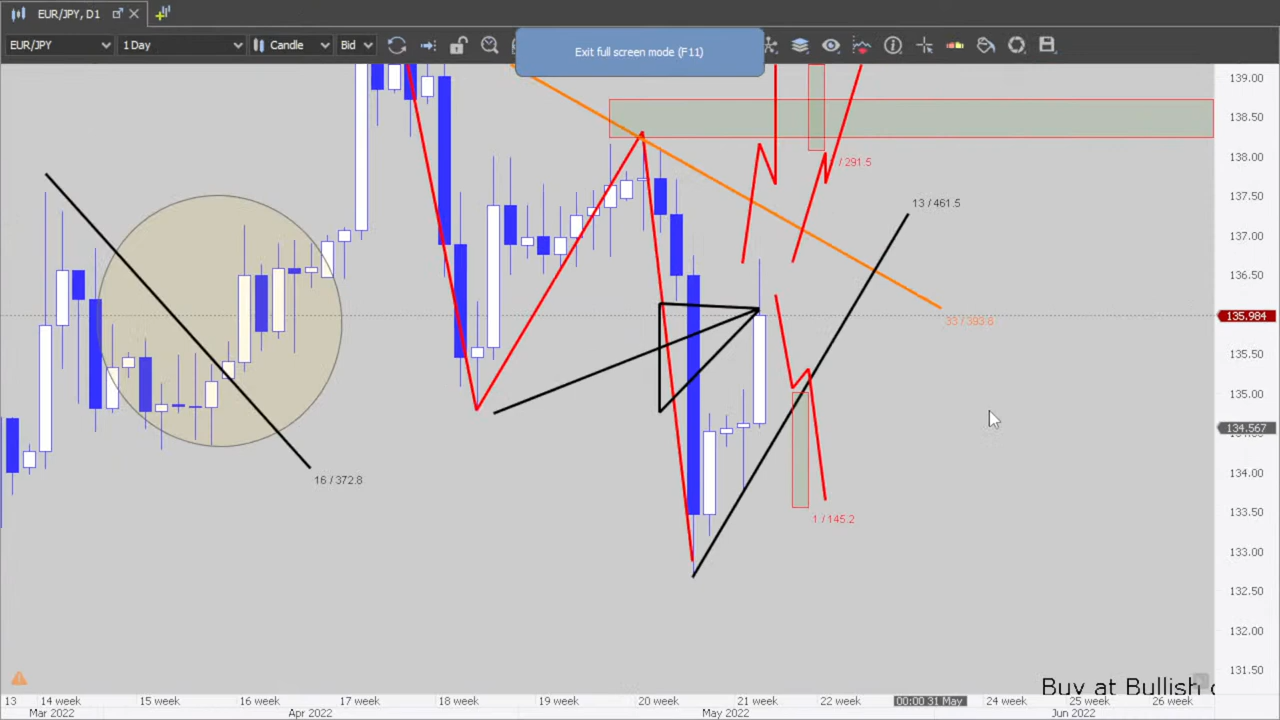 EUR/JPY, D1
EUR/JPY 1 Day Candle Bid
Exit full screen mode (F11)
139.00
138.50
138.00
137.50
137.00
136.50
135.984
135.50
135.00
134.567
134.00
133.50
133.00
132.50
132.00
131.50
/ 291.5
13 / 461.5
33 / 393.8
16 / 372.8
1 / 145.2
Buy at Bullish
13 14 week 15 week 16 week 17 week 18 week 19 week 20 week 21 week 22 week 00:00 31 May 24 week 25 week 26 week
Mar 2022 Apr 2022 May 2022 Jun 2022